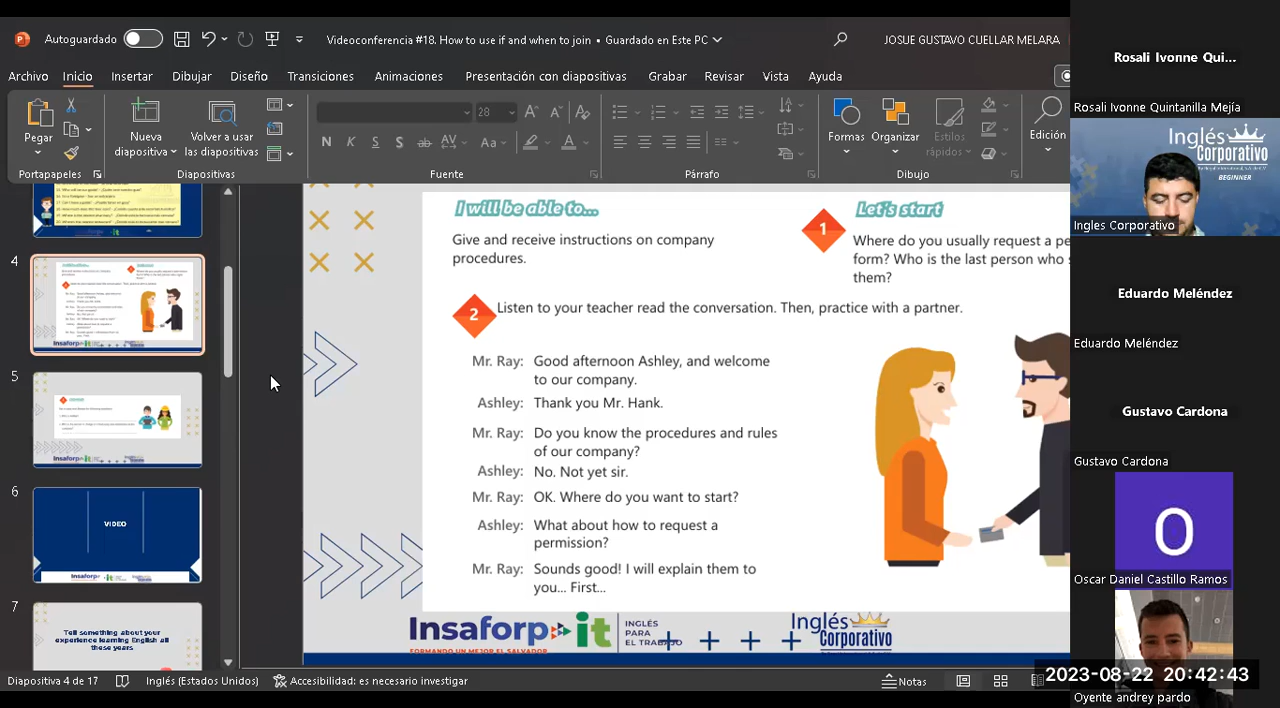 Autoguardado
Videoconferencia #18. How to use if and when to join • Guardado en Este PC
JOSUE GUSTAVO CUELLAR MELARA
Archivo Inicio Insertar Dibujar Diseño Transiciones Animaciones Presentación con diapositivas Grabar Revisar Vista Ayuda
Pegar
Nueva diapositiva
Volver a usar las diapositivas
28
N K S S ab AV Aa A
Formas
Organizar
Estilos rápidos
Edición
Portapapeles
Diapositivas
Fuente
Párrafo
Dibujo
4
5
6
VIDEO
7
Tell something about your
experience learning English all
these years
I will be able to...
Give and receive instructions on company
procedures.
Let's start
1
Where do you usually request a pe
form? Who is the last person who s
them?
2
Listen to your teacher read the conversation. Then, practice with a partner.
Mr. Ray: Good afternoon Ashley, and welcome
to our company.
Ashley: Thank you Mr. Hank.
Mr. Ray: Do you know the procedures and rules
of our company?
Ashley: No. Not yet sir.
Mr. Ray: OK. Where do you want to start?
Ashley: What about how to request a
permission?
Mr. Ray: Sounds good! I will explain them to
you... First...
Insaforp it
FORMANDO UN MEJOR EL SALVADOR
INGLÉS
PARA
EL TRABAJO
Inglés
Corporativo
Diapositiva 4 de 17
Inglés (Estados Unidos)
Accesibilidad: es necesario investigar
Notas
Rosali Ivonne Qui...
Rosali Ivonne Quintanilla Mejía
Inglés
Corporativo
BEGINNER
Ingles Corporativo
Eduardo Meléndez
Eduardo Meléndez
Gustavo Cardona
Gustavo Cardona
O
Oscar Daniel Castillo Ramos
2023-08-22 20:42:43
Oyente andrey pardo